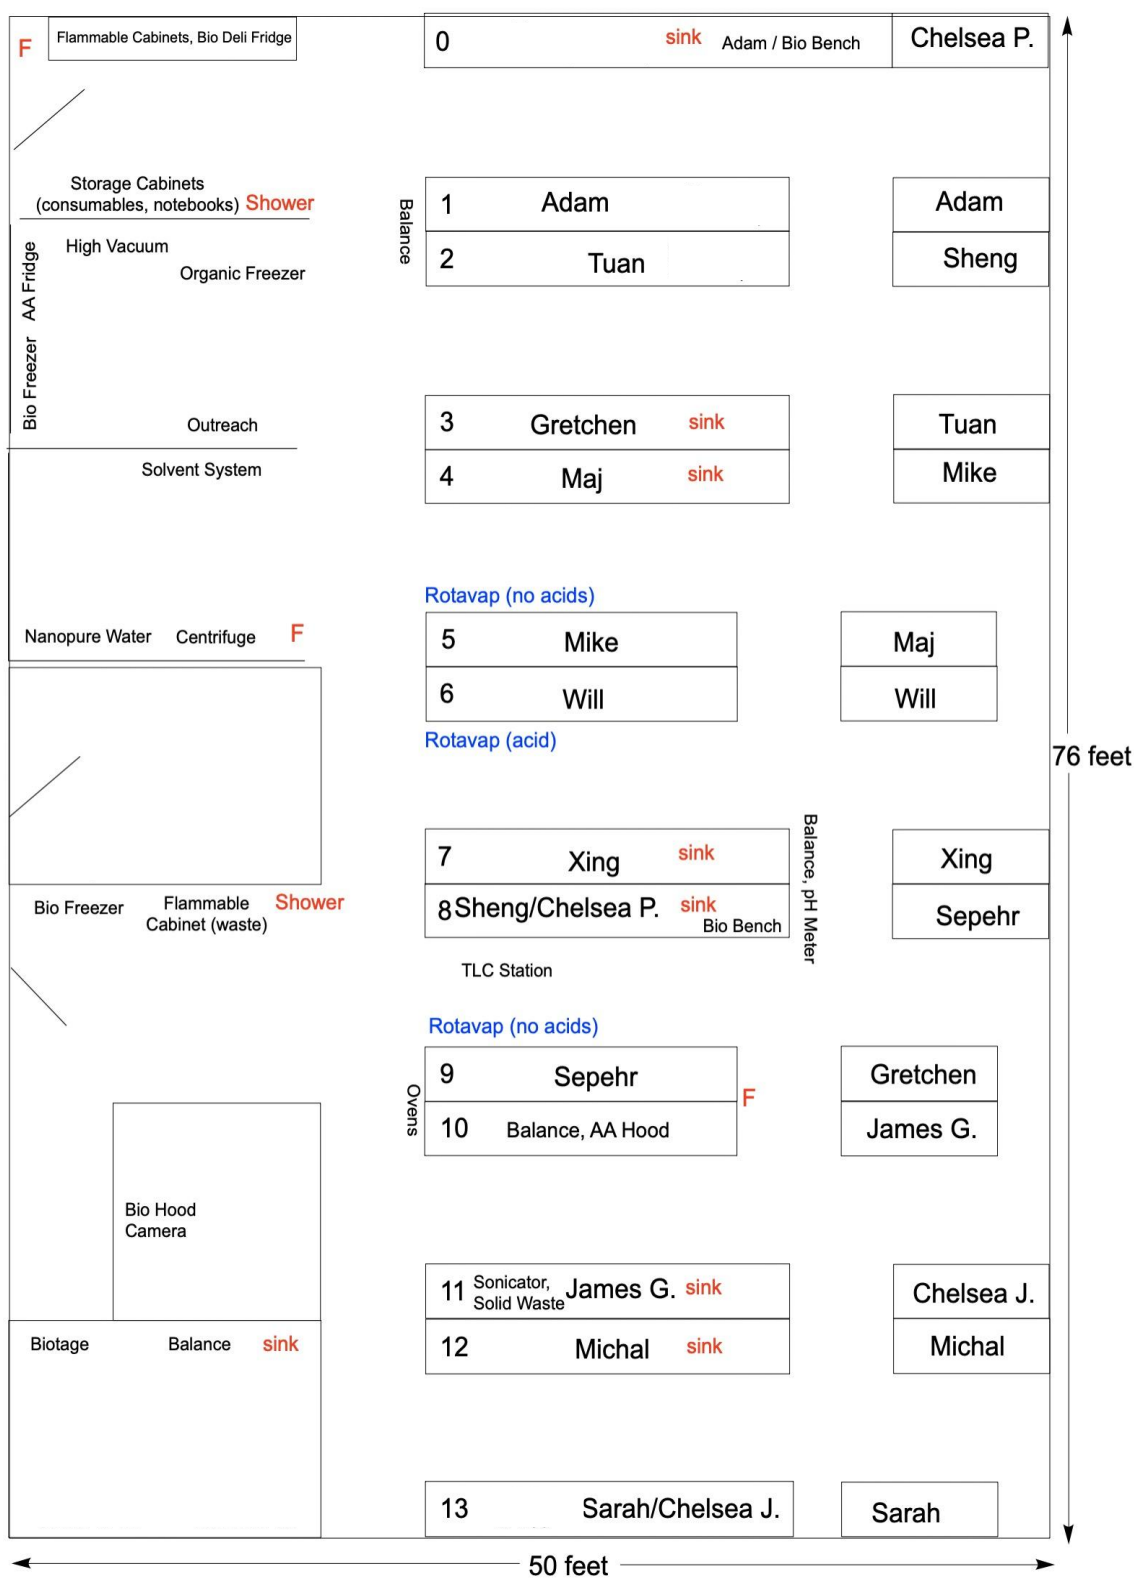 F
Flammable Cabinets, Bio Deli Fridge
0
sink
Adam / Bio Bench
Chelsea P.
Storage Cabinets
(consumables, notebooks)
Shower
High Vacuum
Organic Freezer
AA Fridge
Bio Freezer
Outreach
Solvent System
Balance
1
Adam
Adam
2
Tuan
Sheng
3
Gretchen
sink
Tuan
4
Maj
sink
Mike
Nanopure Water
Centrifuge
F
Rotavap (no acids)
5
Mike
Maj
6
Will
Will
Rotavap (acid)
76 feet
7
Xing
sink
Xing
8
Sheng/Chelsea P.
sink
Bio Bench
Balance, pH Meter
Sepehr
Bio Freezer
Flammable
Cabinet (waste)
Shower
TLC Station
Rotavap (no acids)
Ovens
9
Sepehr
F
Gretchen
10
Balance, AA Hood
James G.
Bio Hood
Camera
11
Sonicator,
Solid Waste
James G.
sink
Chelsea J.
12
Michal
sink
Michal
Biotage
Balance
sink
13
Sarah/Chelsea J.
Sarah
50 feet